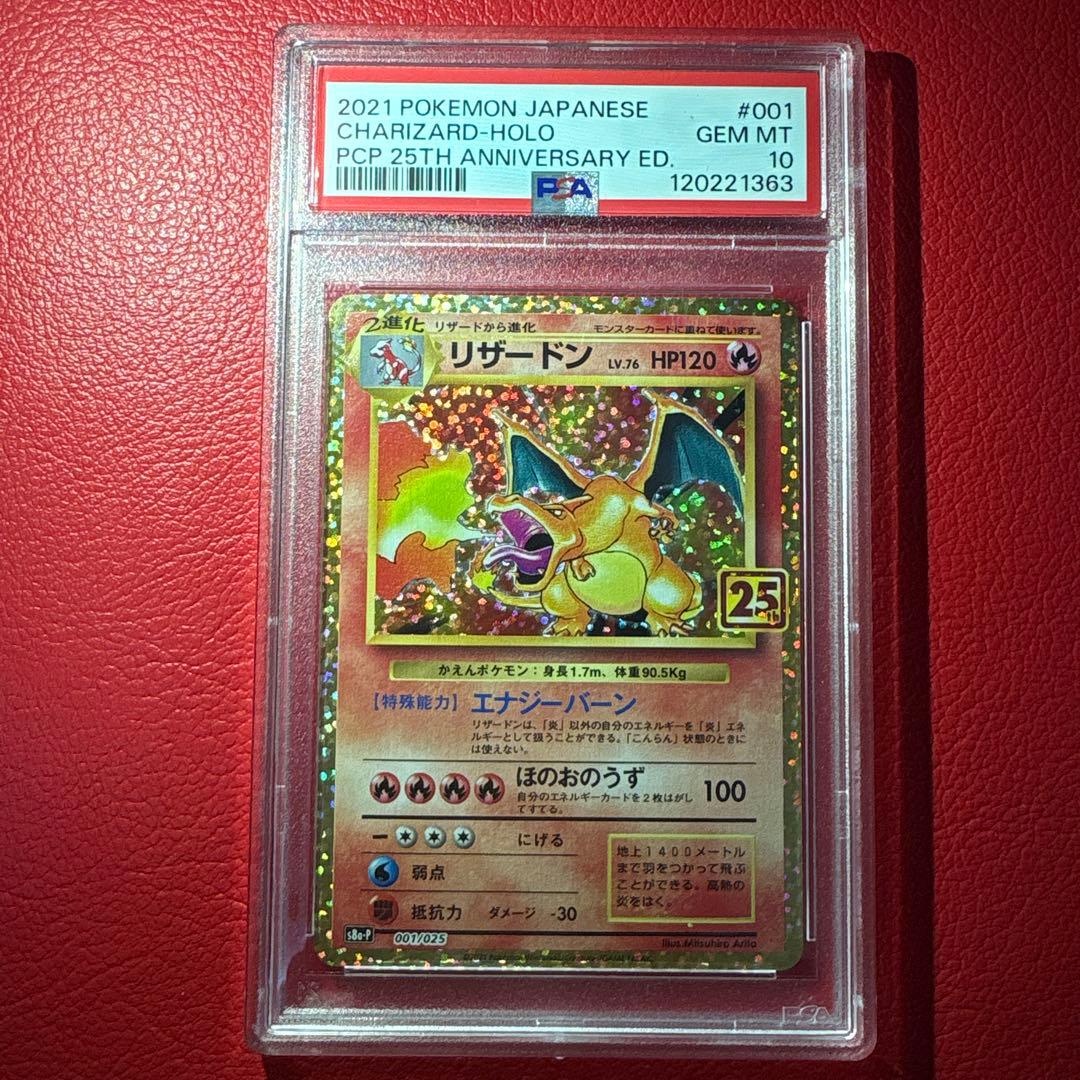 2021 POKEMON JAPANESE #001
CHARIZARD-HOLO GEM MT
PCP 25TH ANNIVERSARY ED. 10
PSA 120221363
2進化 リザードから進化 モンスターカードに重ねて使います。
リザードン LV.76 HP120
25th
かえんポケモン：身長1.7m、体重90.5Kg
【特殊能力】エナジーバーン
リザードンは、「炎」以外の自分のエネルギーを「炎」エネ
ルギーとして扱うことができる。「こんらん」状態のときに
は使えない。
ほのおのうず 100
自分のエネルギーカードを2枚はがし
てすてる。
ー にげる
弱点
抵抗力 ダメージ -30
地上1400メートル
まで羽をつかって飛ぶ
ことができる。高熱の
炎をはく。
s8a-P 001/025
Illus.Mitsuhiro Arita
PSA